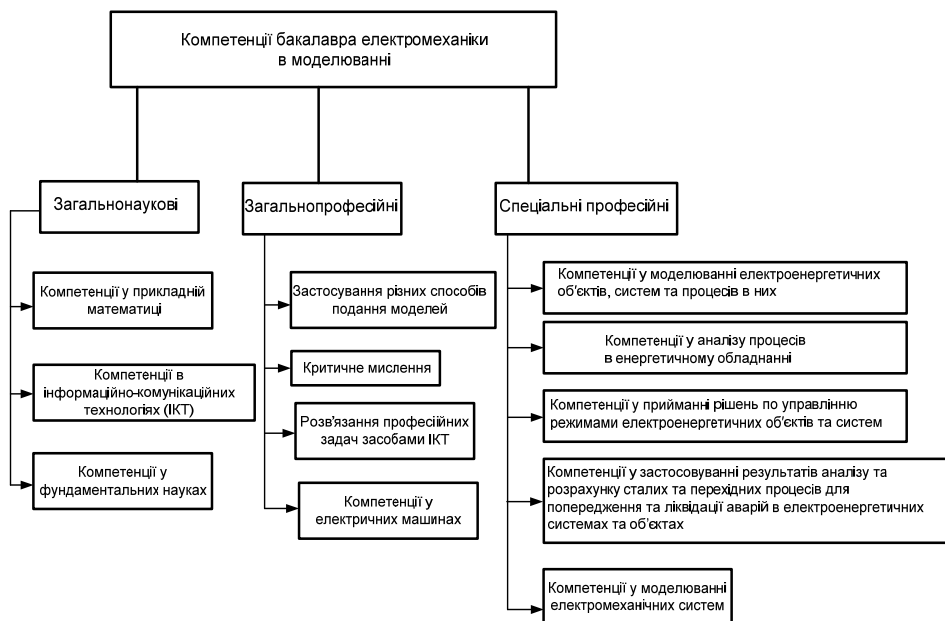 Компетенції бакалавра електромеханіки
в моделюванні
Загальнонаукові
Компетенції у прикладній
математиці
Компетенції в
інформаційно-комунікаційних
технологіях (ІКТ)
Компетенції у
фундаментальних науках
Загальнопрофесійні
Застосування різних способів
подання моделей
Критичне мислення
Розв'язання професійних
задач засобами ІКТ
Компетенції у
електричних машинах
Спеціальні професійні
Компетенції у моделюванні електроенергетичних
об'єктів, систем та процесів в них
Компетенції у аналізу процесів
в енергетичному обладнанні
Компетенції у прийманні рішень по управлінню
режимами електроенергетичних об'єктів та систем
Компетенції у застосовуванні результатів аналізу та
розрахунку сталих та перехідних процесів для
попередження та ліквідації аварій в електроенергетичних
системах та об'єктах
Компетенції у моделюванні
електромеханічних систем